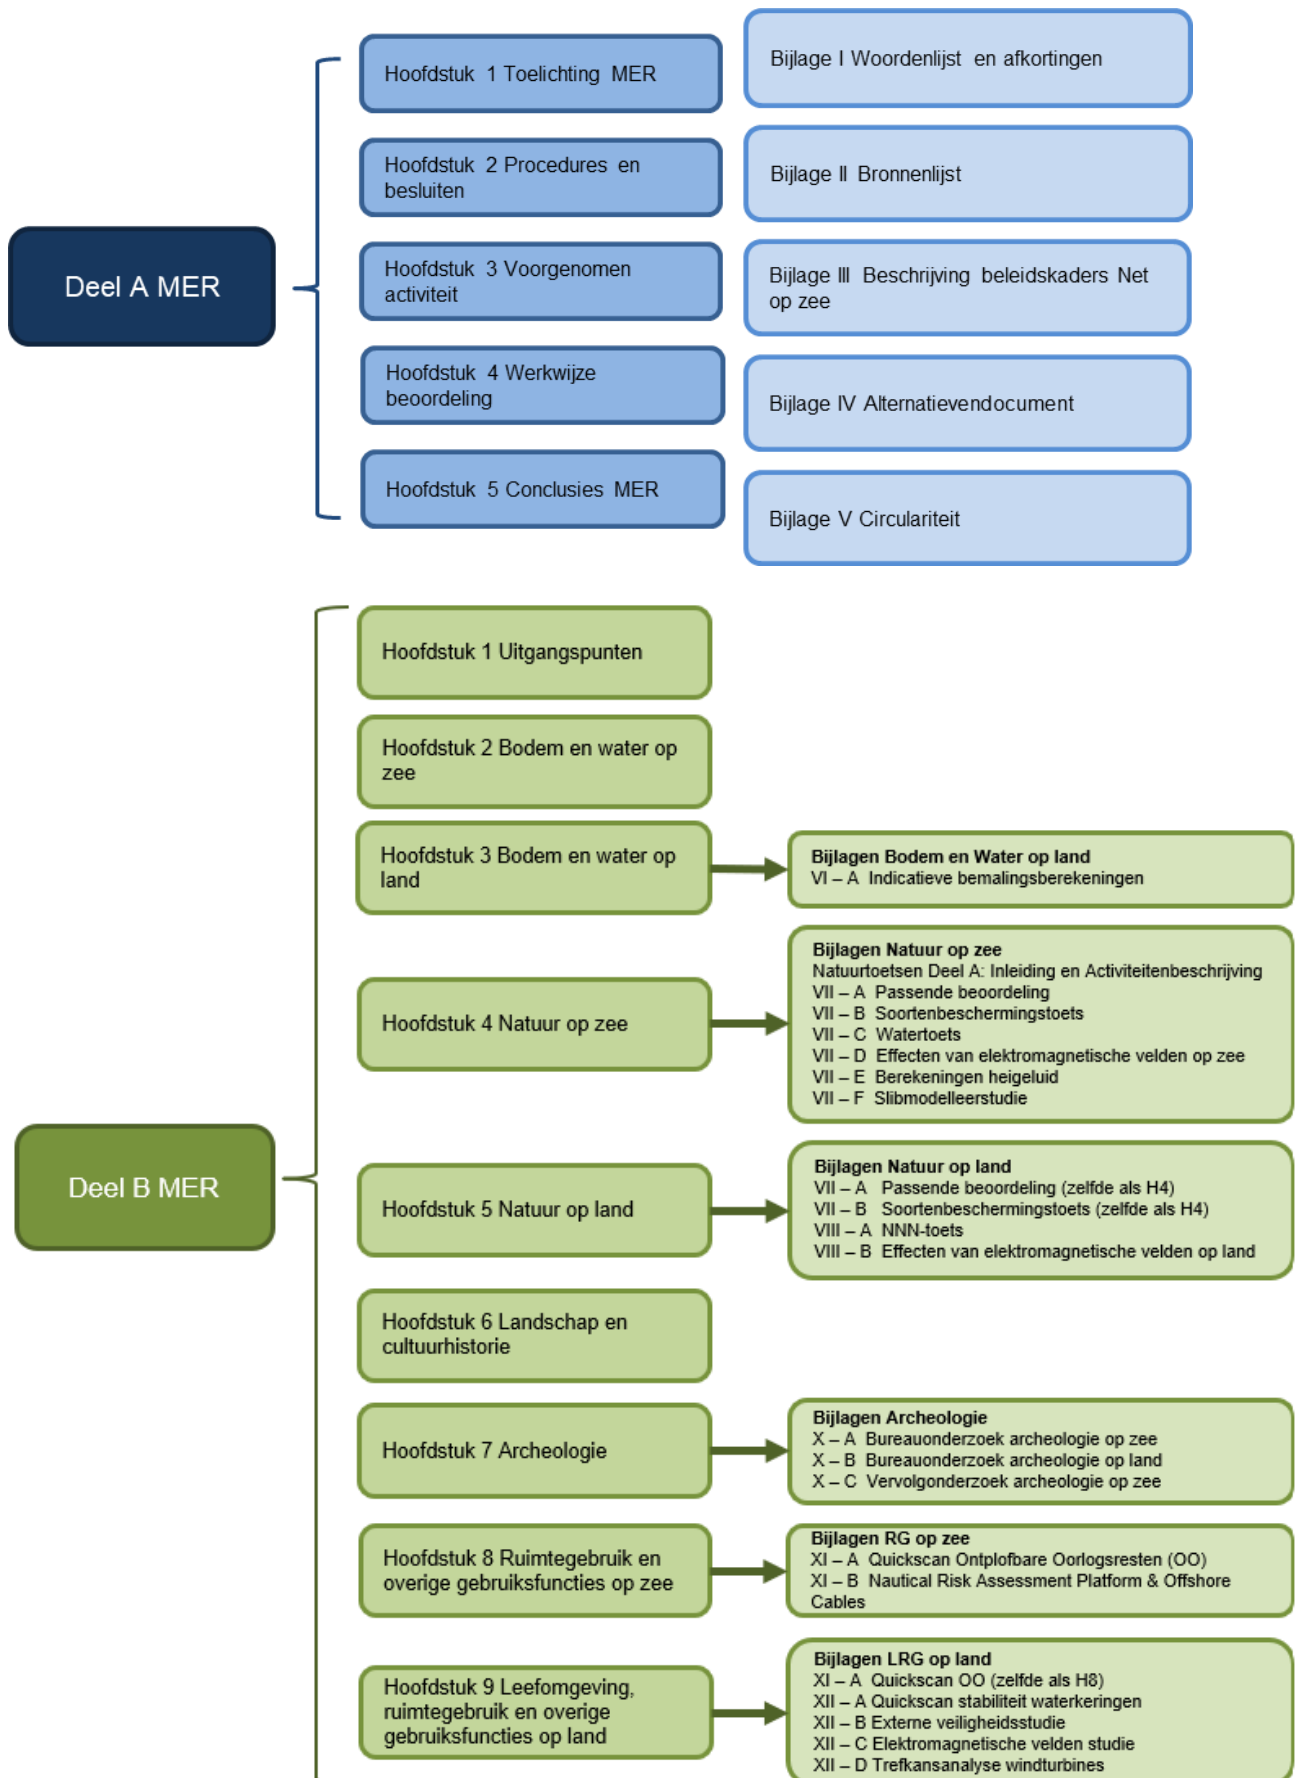 Deel A MER
Hoofdstuk 1 Toelichting MER
Hoofdstuk 2 Procedures en
besluiten
Hoofdstuk 3 Voorgenomen
activiteit
Hoofdstuk 4 Werkwijze
beoordeling
Hoofdstuk 5 Conclusies MER
Bijlage I Woordenlijst en afkortingen
Bijlage II Bronnenlijst
Bijlage III Beschrijving beleidskaders Net
op zee
Bijlage IV Alternatievendocument
Bijlage V Circulariteit
Deel B MER
Hoofdstuk 1 Uitgangspunten
Hoofdstuk 2 Bodem en water op
zee
Hoofdstuk 3 Bodem en water op
land
Bijlagen Bodem en Water op land
VI – A Indicatieve bemalingsberekeningen
Hoofdstuk 4 Natuur op zee
Bijlagen Natuur op zee
Natuurtoetsen Deel A: Inleiding en Activiteitenbeschrijving
VII – A Passende beoordeling
VII – B Soortenbeschermingstoets
VII – C Watertoets
VII – D Effecten van elektromagnetische velden op zee
VII – E Berekeningen heigeluid
VII – F Slibmodelleerstudie
Hoofdstuk 5 Natuur op land
Bijlagen Natuur op land
VII – A Passende beoordeling (zelfde als H4)
VII – B Soortenbeschermingstoets (zelfde als H4)
VIII – A NNN-toets
VIII – B Effecten van elektromagnetische velden op land
Hoofdstuk 6 Landschap en
cultuurhistorie
Hoofdstuk 7 Archeologie
Bijlagen Archeologie
X – A Bureauonderzoek archeologie op zee
X – B Bureauonderzoek archeologie op land
X – C Vervolgonderzoek archeologie op zee
Hoofdstuk 8 Ruimtegebruik en
overige gebruiksfuncties op zee
Bijlagen RG op zee
XI – A Quickscan Ontplofbare Oorlogsresten (OO)
XI – B Nautical Risk Assessment Platform & Offshore
Cables
Hoofdstuk 9 Leefomgeving,
ruimtegebruik en overige
gebruiksfuncties op land
Bijlagen LRG op land
XI – A Quickscan OO (zelfde als H8)
XII – A Quickscan stabiliteit waterkeringen
XII – B Externe veiligheidsstudie
XII – C Elektromagnetische velden studie
XII – D Trefkansanalyse windturbines